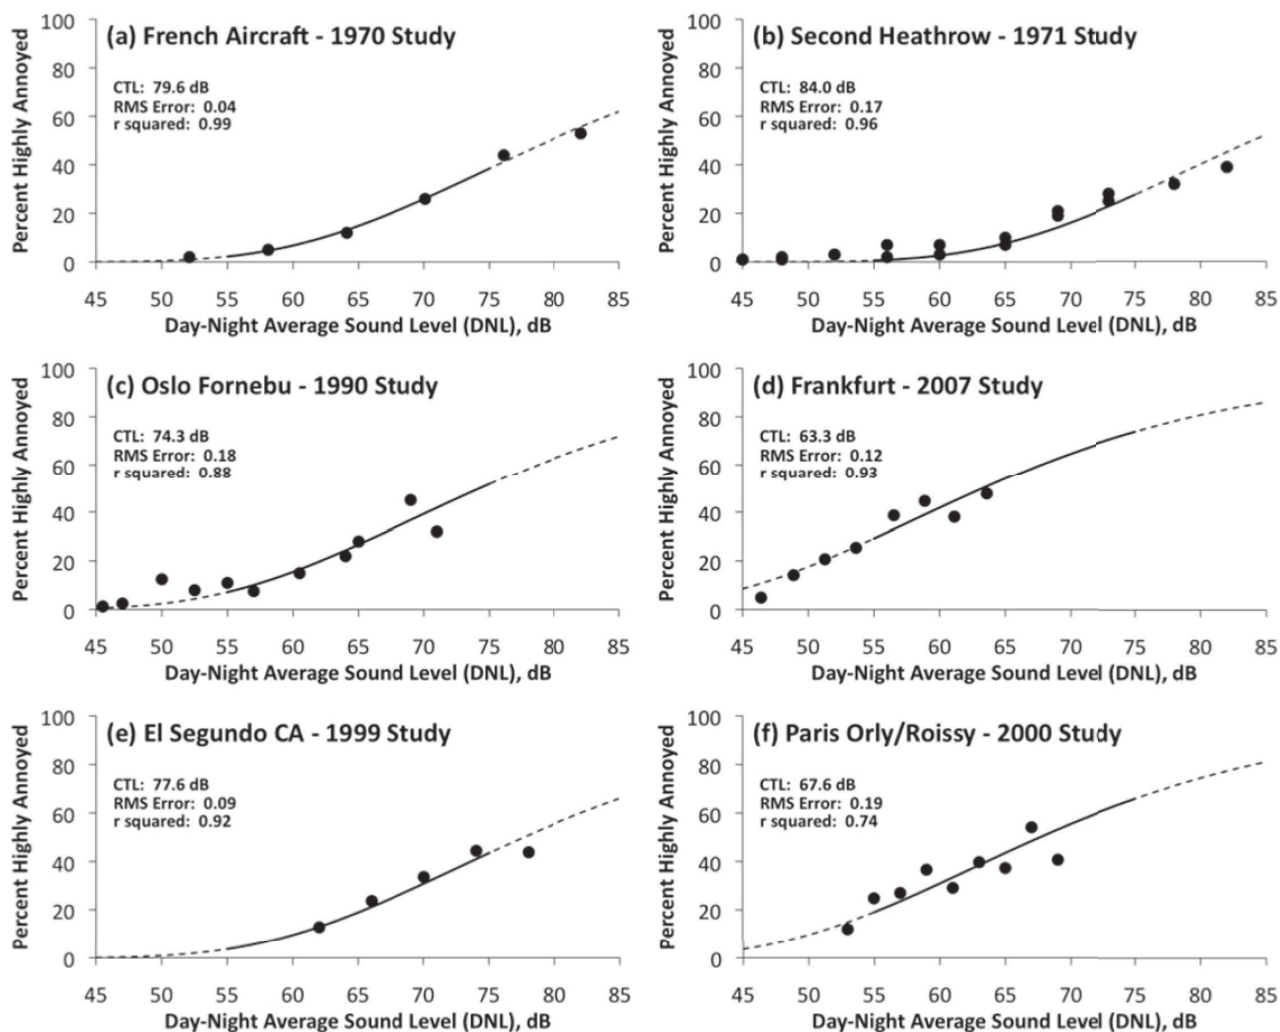 (a) French Aircraft - 1970 Study
CTL: 79.6 dB
RMS Error: 0.04
r squared: 0.99
Percent Highly Annoyed
100
80
60
40
20
0
45 50 55 60 65 70 75 80 85
Day-Night Average Sound Level (DNL), dB
(b) Second Heathrow - 1971 Study
CTL: 84.0 dB
RMS Error: 0.17
r squared: 0.96
Percent Highly Annoyed
100
80
60
40
20
0
45 50 55 60 65 70 75 80 85
Day-Night Average Sound Level (DNL), dB
(c) Oslo Fornebu - 1990 Study
CTL: 74.3 dB
RMS Error: 0.18
r squared: 0.88
Percent Highly Annoyed
100
80
60
40
20
0
45 50 55 60 65 70 75 80 85
Day-Night Average Sound Level (DNL), dB
(d) Frankfurt - 2007 Study
CTL: 63.3 dB
RMS Error: 0.12
r squared: 0.93
Percent Highly Annoyed
100
80
60
40
20
0
45 50 55 60 65 70 75 80 85
Day-Night Average Sound Level (DNL), dB
(e) El Segundo CA - 1999 Study
CTL: 77.6 dB
RMS Error: 0.09
r squared: 0.92
Percent Highly Annoyed
100
80
60
40
20
0
45 50 55 60 65 70 75 80 85
Day-Night Average Sound Level (DNL), dB
(f) Paris Orly/Roissy - 2000 Study
CTL: 67.6 dB
RMS Error: 0.19
r squared: 0.74
Percent Highly Annoyed
100
80
60
40
20
0
45 50 55 60 65 70 75 80 85
Day-Night Average Sound Level (DNL), dB